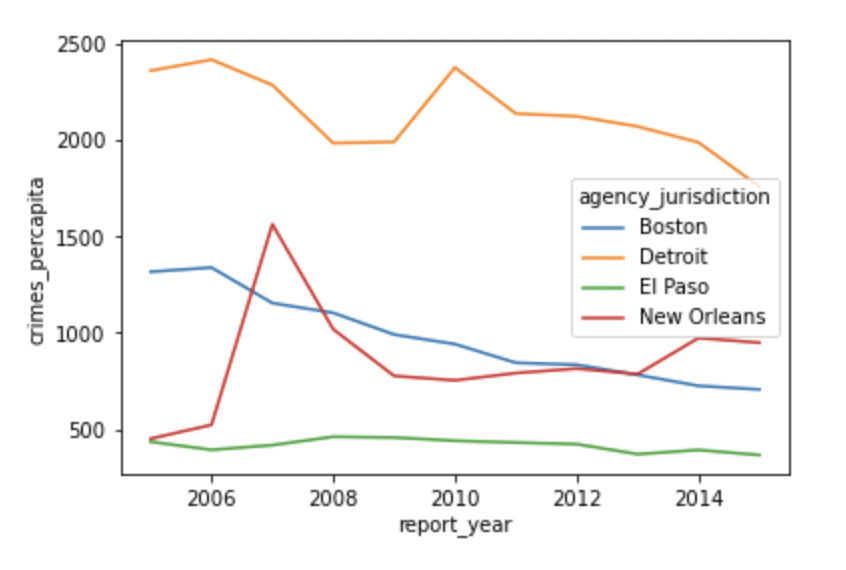 2500
2000
1500
1000
500
crimes_percapita
agency_jurisdiction
Boston
Detroit
El Paso
New Orleans
2006 2008 2010 2012 2014
report_year